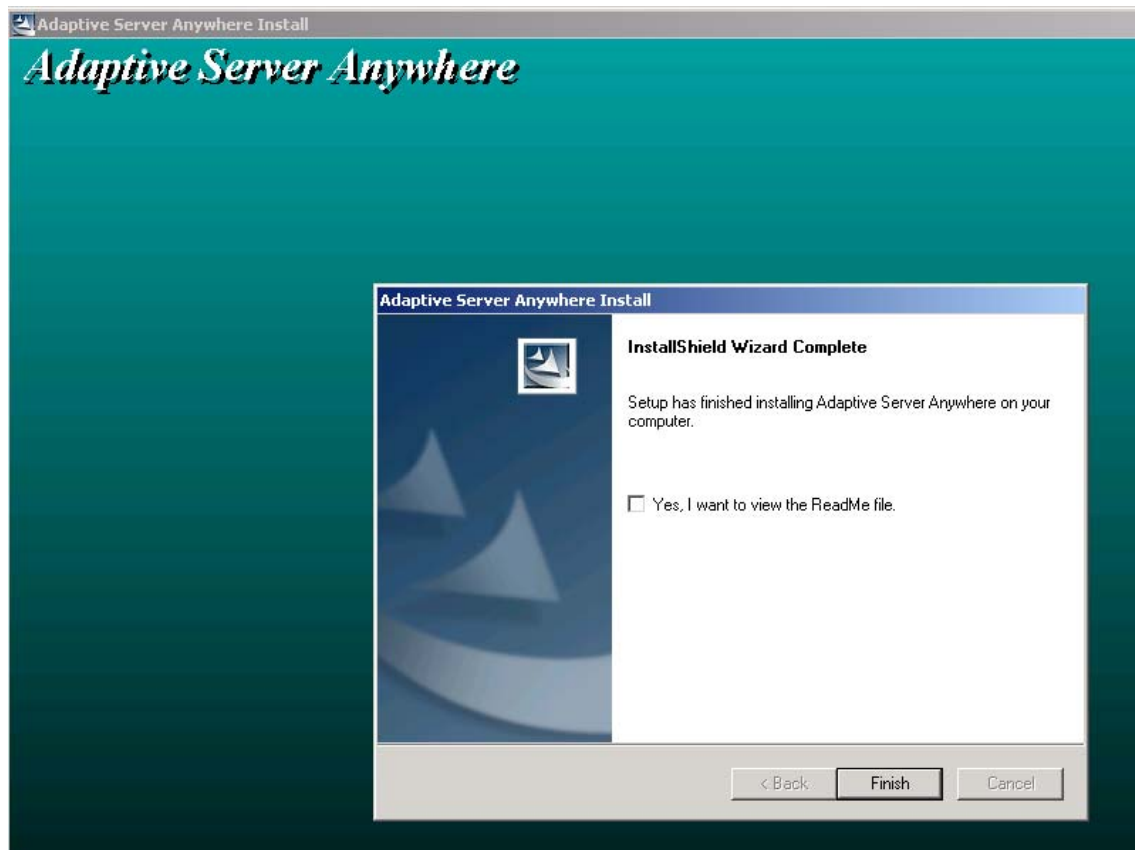 Adaptive Server Anywhere Install
Adaptive Server Anywhere
Adaptive Server Anywhere Install
InstallShield Wizard Complete
Setup has finished installing Adaptive Server Anywhere on your
computer.
Yes, I want to view the ReadMe file.
< Back
Finish
Cancel